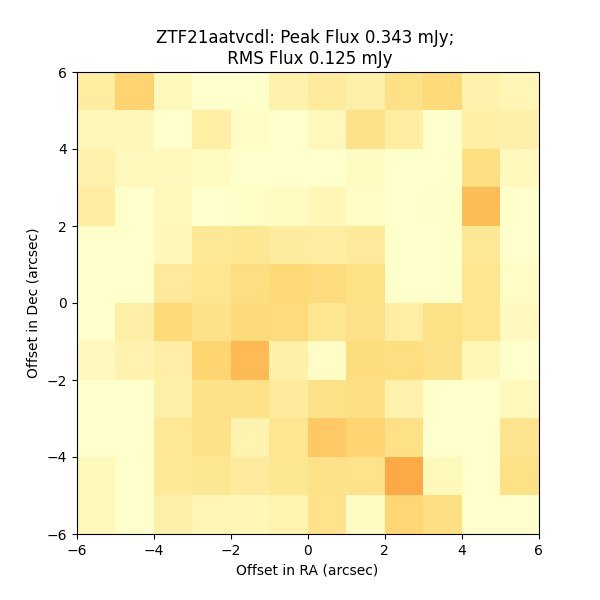 ZTF21aatvcdl: Peak Flux 0.343 mJy;
RMS Flux 0.125 mJy
6
4
2
0
−2
−4
−6
Offset in Dec (arcsec)
−6 −4 −2 0 2 4 6
Offset in RA (arcsec)